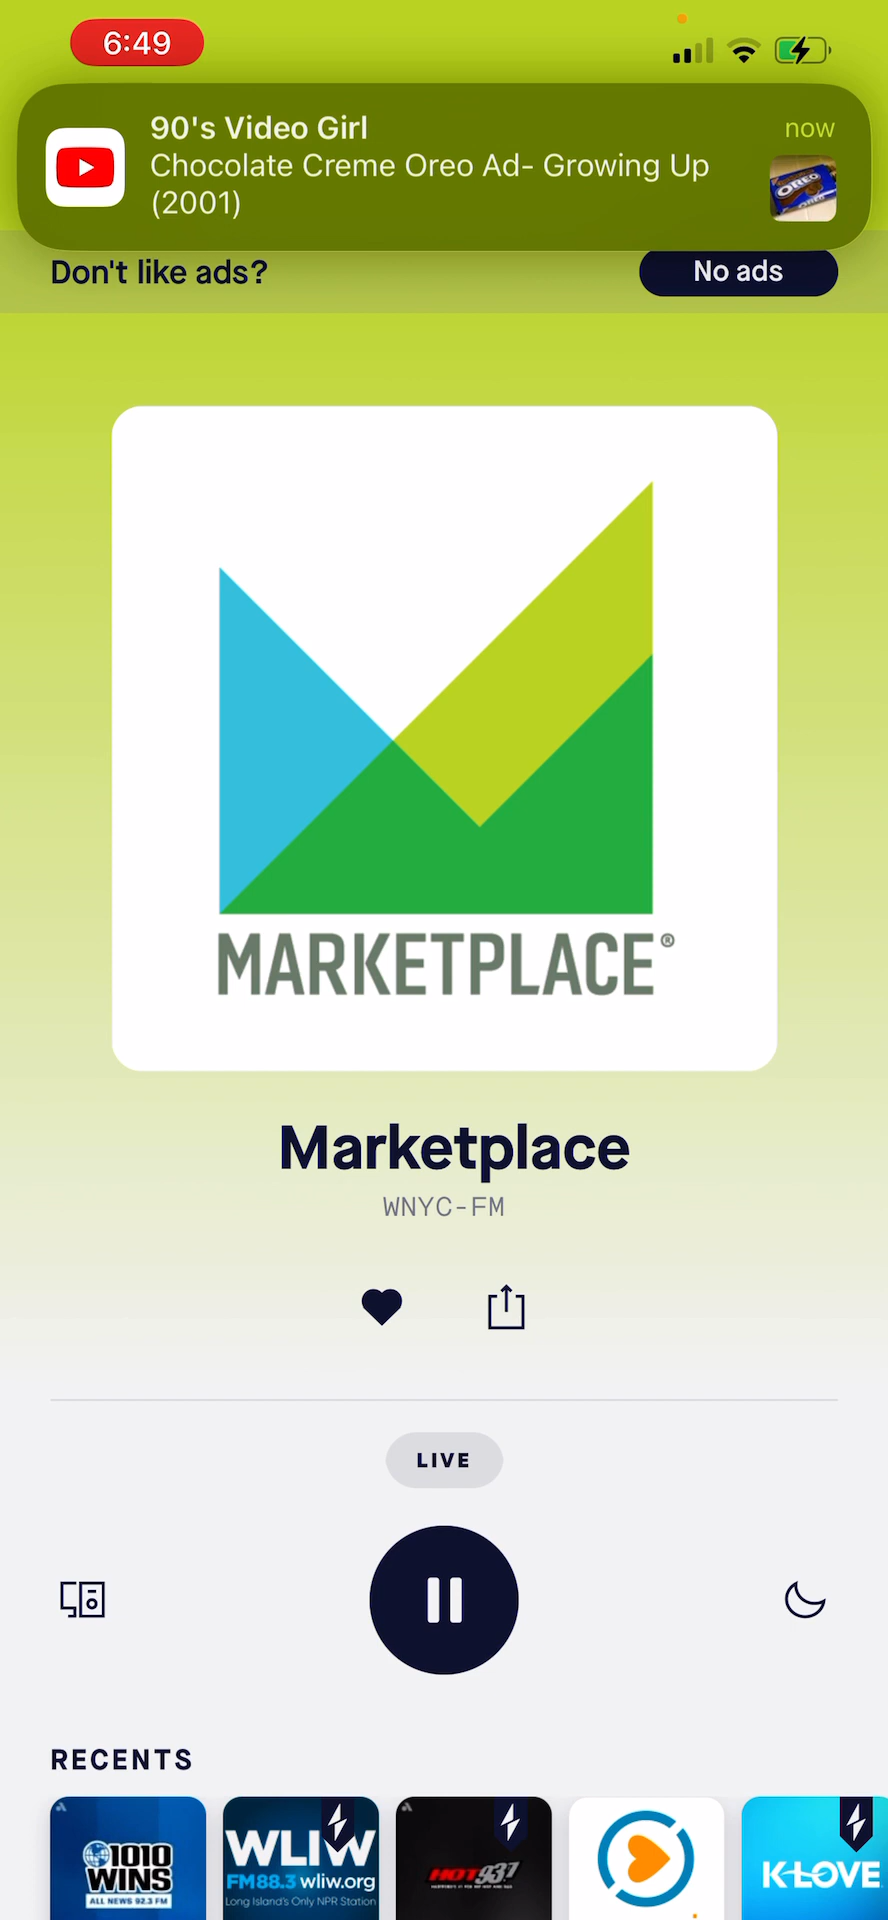 6:49
90's Video Girl
now
Chocolate Creme Oreo Ad- Growing Up
(2001)
OREO
Don't like ads?
No ads
MARKETPLACE®
Marketplace
WNYC-FM
LIVE
RECENTS
1010
WINS
ALL NEWS 92.3 FM
WLIW
FM88.3 wliw.org
Long Island's Only NPR Station
HOT 93.7
K-LOVE